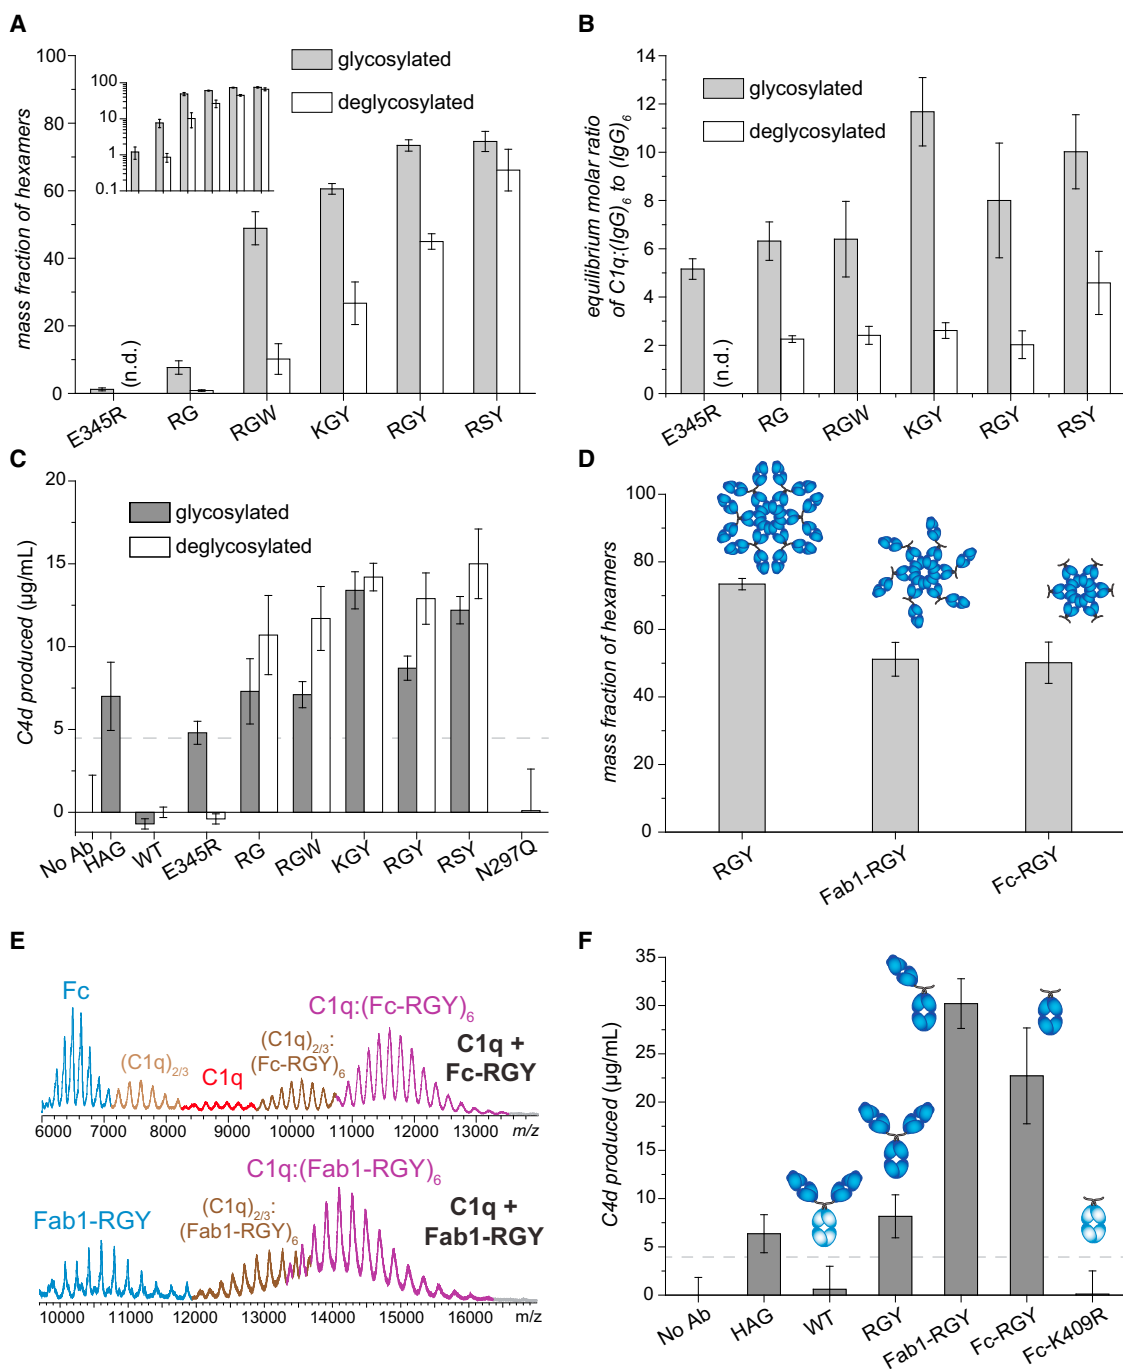 A
mass fraction of hexamers
100
80
60
40
20
0
100
10
1
0.1
glycosylated
deglycosylated
(n.d.)
E345R
RG
RGW
KGY
RGY
RSY
B
equilibrium molar ratio
of C1q:(IgG)6 to (IgG)6
14
12
10
8
6
4
2
0
glycosylated
deglycosylated
(n.d.)
E345R
RG
RGW
KGY
RGY
RSY
C
C4d produced (µg/mL)
20
15
10
5
0
glycosylated
deglycosylated
No Ab
HAG
WT
E345R
RG
RGW
KGY
RGY
RSY
N297Q
D
mass fraction of hexamers
100
80
60
40
20
0
RGY
Fab1-RGY
Fc-RGY
E
Fc
(C1q)2/3
C1q
(C1q)2/3:
(Fc-RGY)6
C1q:(Fc-RGY)6
C1q +
Fc-RGY
6000 7000 8000 9000 10000 11000 12000 13000 m/z
Fab1-RGY
(C1q)2/3:
(Fab1-RGY)6
C1q:(Fab1-RGY)6
C1q +
Fab1-RGY
10000 11000 12000 13000 14000 15000 16000 m/z
F
C4d produced (µg/mL)
35
30
25
20
15
10
5
0
No Ab
HAG
WT
RGY
Fab1-RGY
Fc-RGY
Fc-K409R